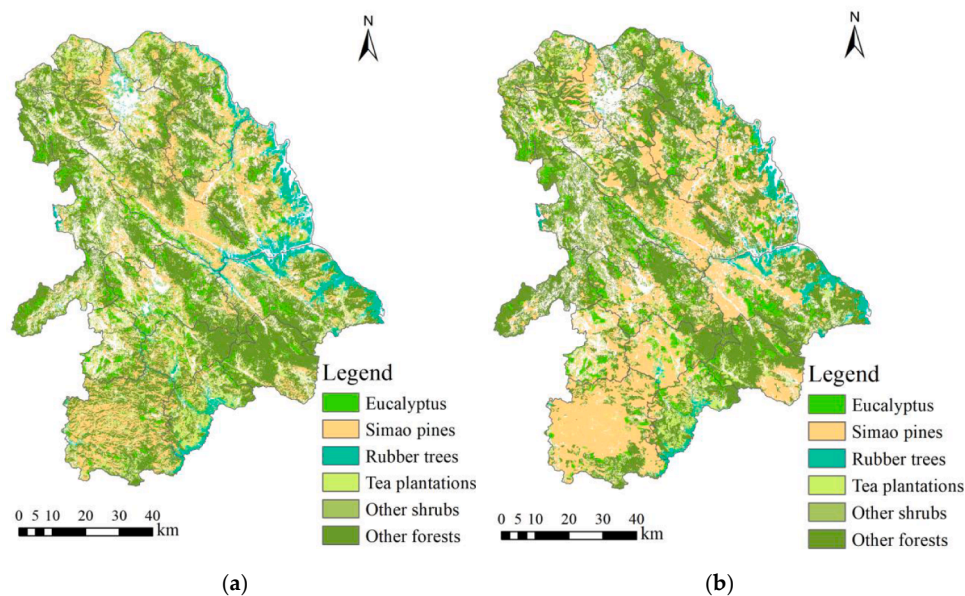 N
N
Legend
Eucalyptus
Simao pines
Rubber trees
Tea plantations
Other shrubs
Other forests
0 5 10 20 30 40
km
Legend
Eucalyptus
Simao pines
Rubber trees
Tea plantations
Other shrubs
Other forests
0 5 10 20 30 40
km
(a)
(b)